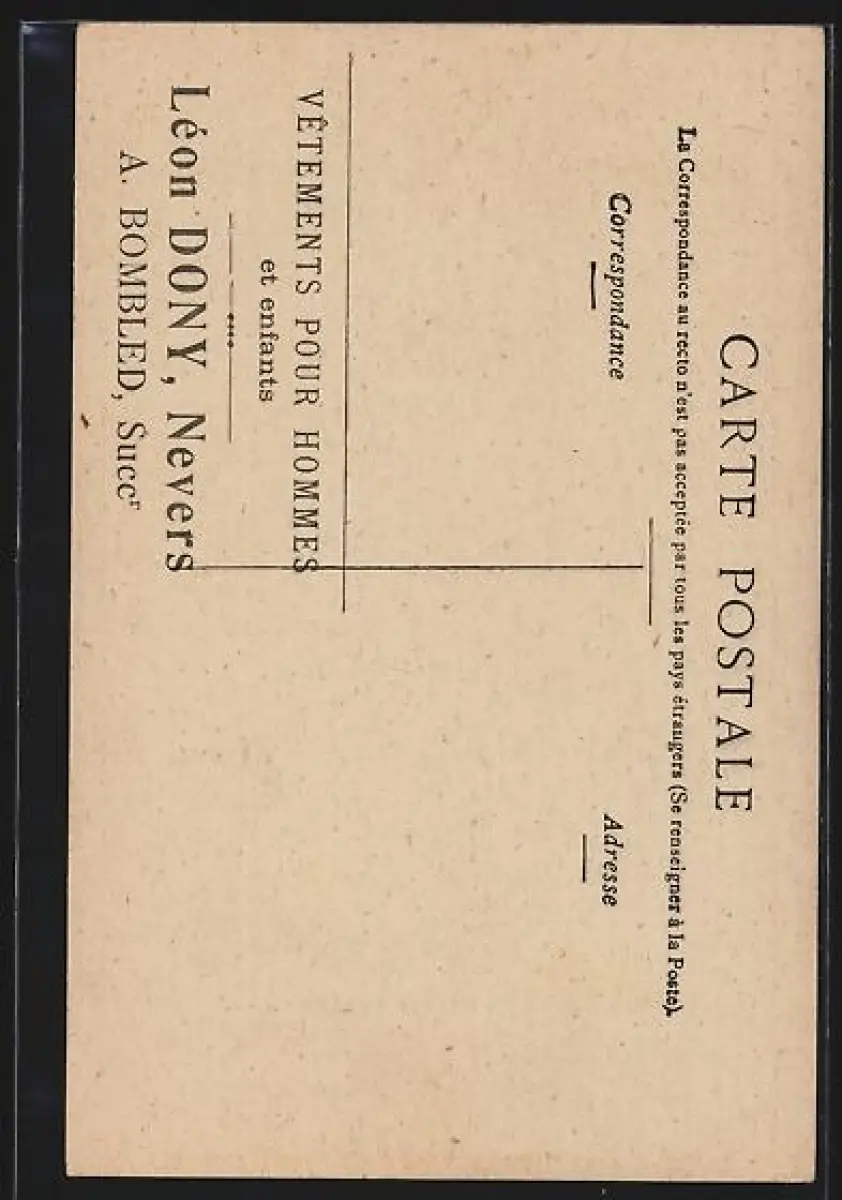 CARTE POSTALE
La Correspondance au recto n'est pas acceptée par tous les pays étrangers (Se renseigner à la Poste).
Correspondance
Adresse
VÊTEMENTS POUR HOMMES
et enfants
Léon DONY, Nevers
A. BOMBLED, Succʳ